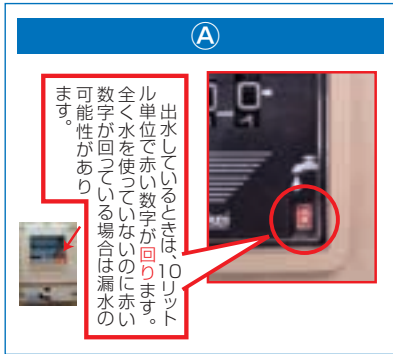 Ⓐ
出水しているときは、10リット
ル単位で赤い数字が回ります。
全く水を使っていないのに赤い
数字が回っている場合は漏水の
可能性があり
ます。